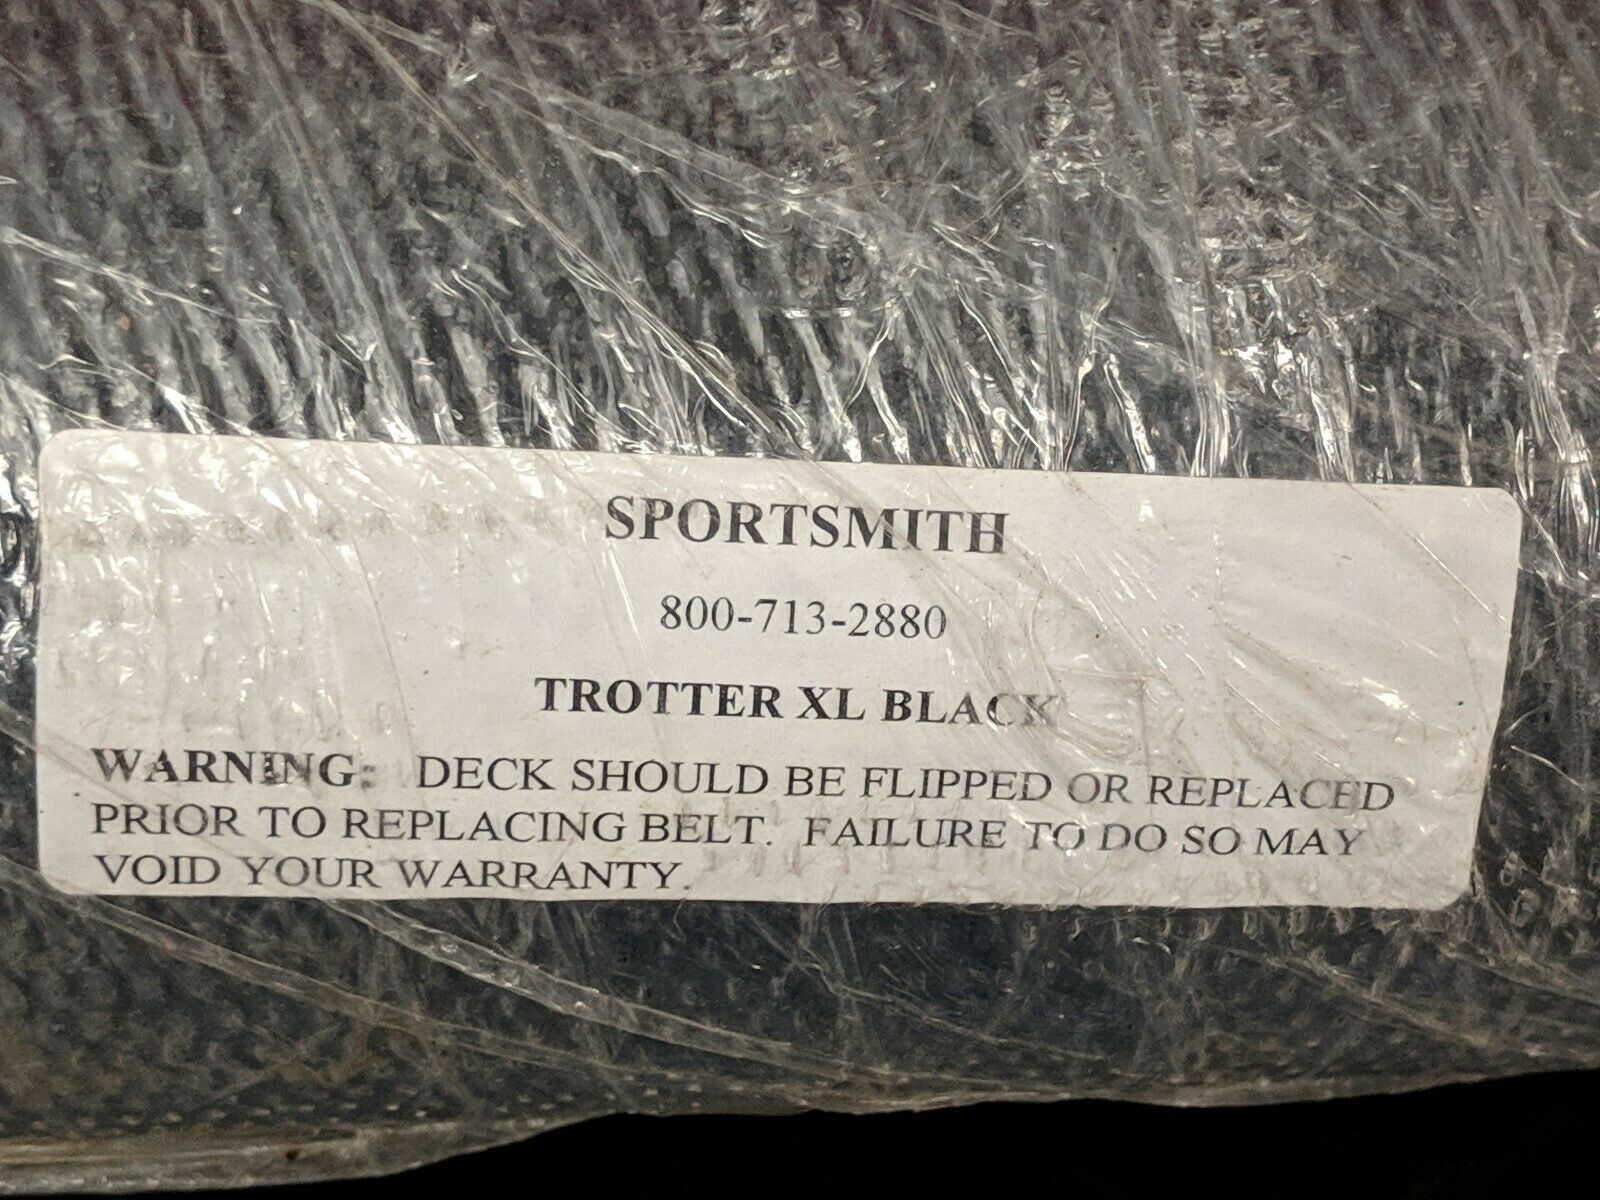 SPORTSMITH
800-713-2880
TROTTER XL BLACK
WARNING: DECK SHOULD BE FLIPPED OR REPLACED
PRIOR TO REPLACING BELT. FAILURE TO DO SO MAY
VOID YOUR WARRANTY.